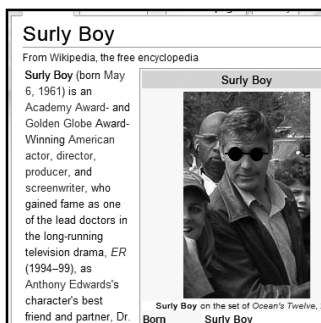 Surly Boy
From Wikipedia, the free encyclopedia
Surly Boy (born May
6, 1961) is an
Academy Award- and
Golden Globe Award-
Winning American
actor, director,
producer, and
screenwriter, who
gained fame as one
of the lead doctors in
the long-running
television drama, ER
(1994–99), as
Anthony Edwards's
character's best
friend and partner, Dr.
Surly Boy
Surly Boy on the set of Ocean's Twelve,
Born Surly Boy